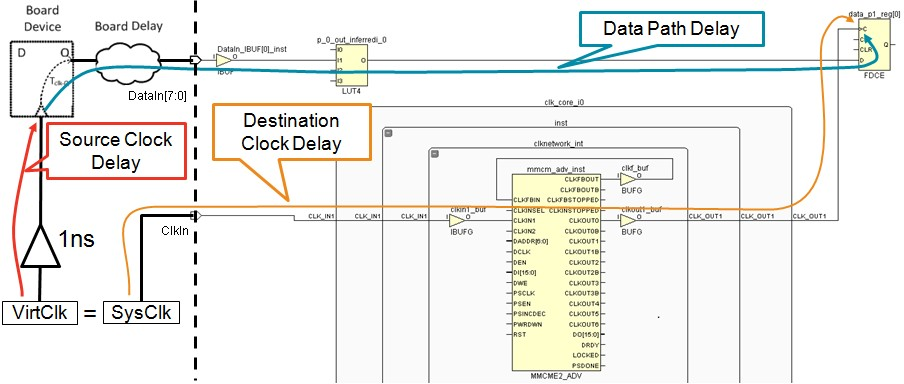 Board
Device
Board Delay
D Q
Tclk-Q
DataIn[7:0]
DataIn_IBUF[0]_inst
I O
IBUF
p_0_out_inferredi_0
I0
I1 O
I2
I3
LUT4
Data Path Delay
data_p1_reg[0]
C
CE
CLR
D
Q
FDCE
Source Clock
Delay
Destination
Clock Delay
clk_core_i0
inst
clknetwork_int
mmcm_adv_inst
clkf_buf
I O
BUFG
ClkIn
CLK_IN1 CLK_IN1 CLK_IN1
clkin1_buf
I O
IBUFG
CLKFBOUT
CLKFBOUTB
CLKFBIN CLKFBSTOPPED
CLKINSEL CLKINSTOPPED
CLKIN1 CLKOUT0
CLKIN2 CLKOUT0B
DADDR[6:0] CLKOUT1
DCLK CLKOUT1B
DEN CLKOUT2
DI[15:0] CLKOUT2B
DWE CLKOUT3
PSCLK CLKOUT3B
PSEN CLKOUT4
PSINCDEC CLKOUT5
PWRDWN CLKOUT6
RST DO[15:0]
DRDY
LOCKED
PSDONE
MMCME2_ADV
clkout1_buf
I O
BUFG
CLK_OUT1 CLK_OUT1 CLK_OUT1
1ns
VirtClk = SysClk